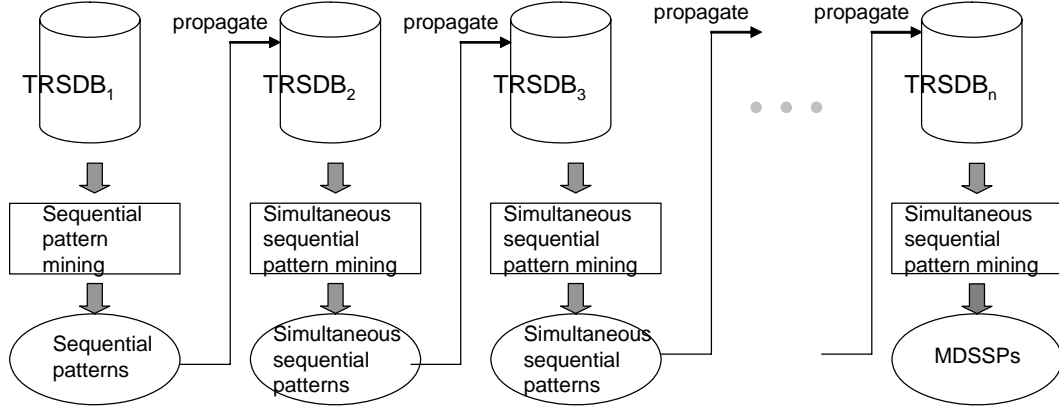 propagate
propagate
propagate
propagate
TRSDB1
TRSDB2
TRSDB3
TRSDBn
Sequential
pattern
mining
Simultaneous
sequential
pattern mining
Simultaneous
sequential
pattern mining
Simultaneous
sequential
pattern mining
Sequential
patterns
Simultaneous
sequential
patterns
Simultaneous
sequential
patterns
MDSSPs